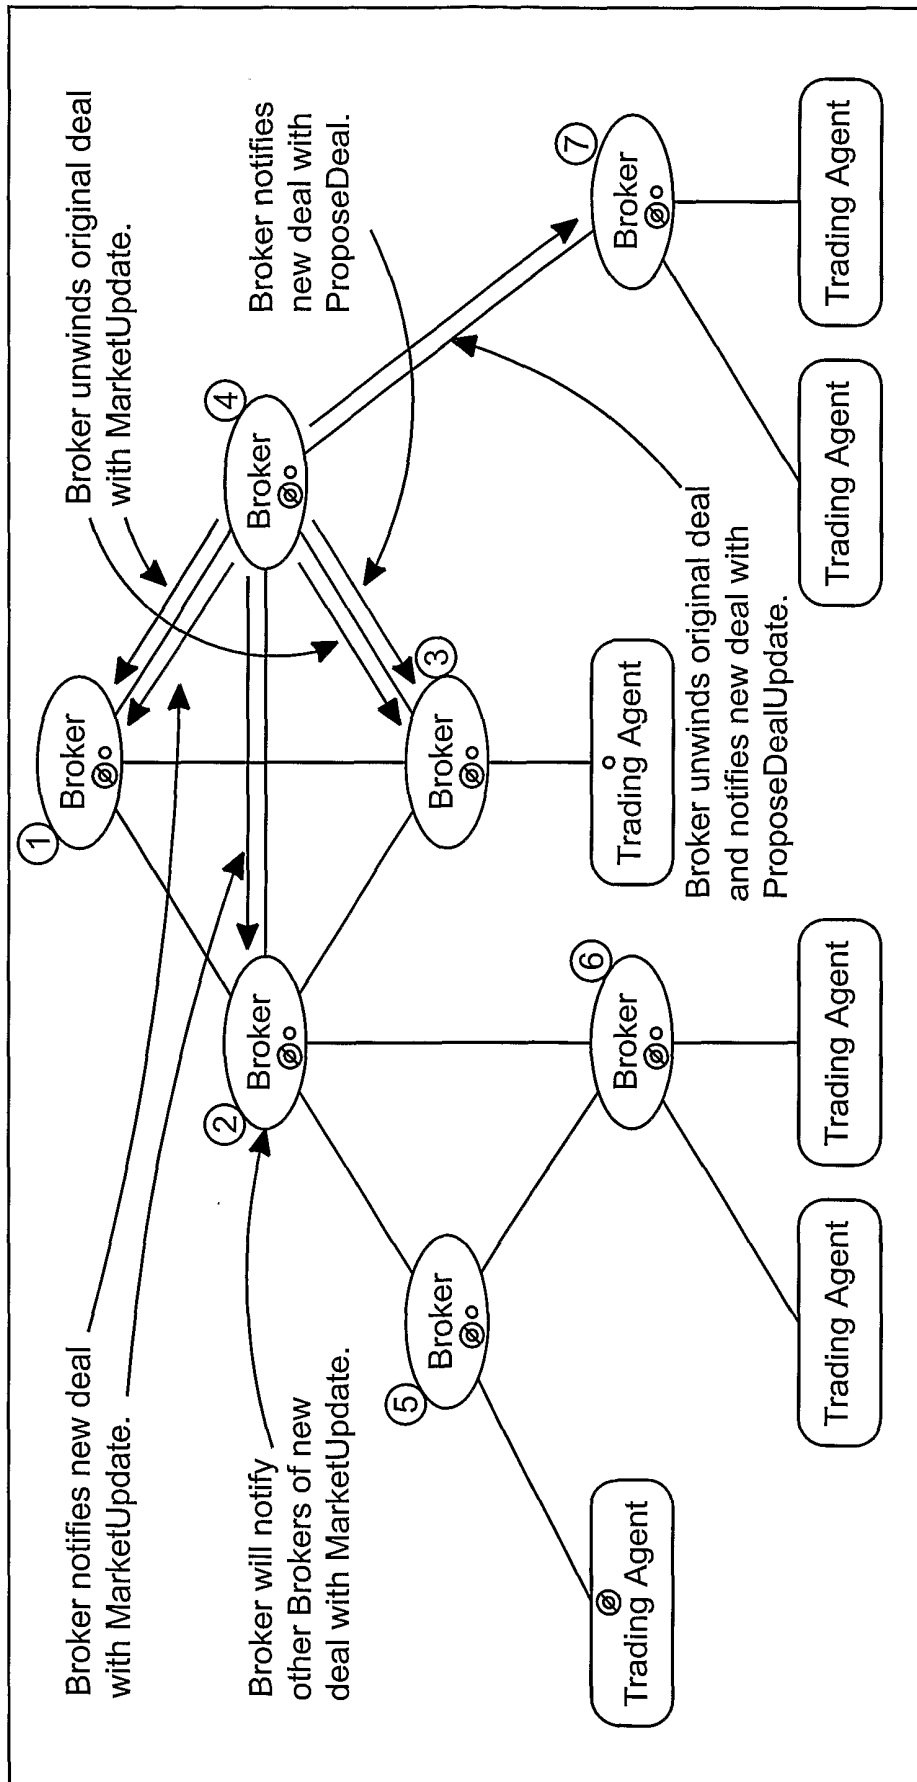 Broker notifies new deal
with MarketUpdate.
Broker unwinds original deal
with MarketUpdate.
Broker will notify
other Brokers of new
deal with MarketUpdate.
Broker notifies
new deal with
ProposeDeal.
1
Broker
2
Broker
4
Broker
5
Broker
3
Broker
6
Broker
7
Broker
Trading Agent
Trading Agent
Broker unwinds original deal
and notifies new deal with
ProposeDealUpdate.
Trading Agent
Trading Agent
Trading Agent
Trading Agent